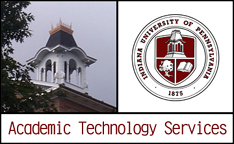 INDIANA UNIVERSITY OF PENNSYLVANIA
1875
Academic Technology Services